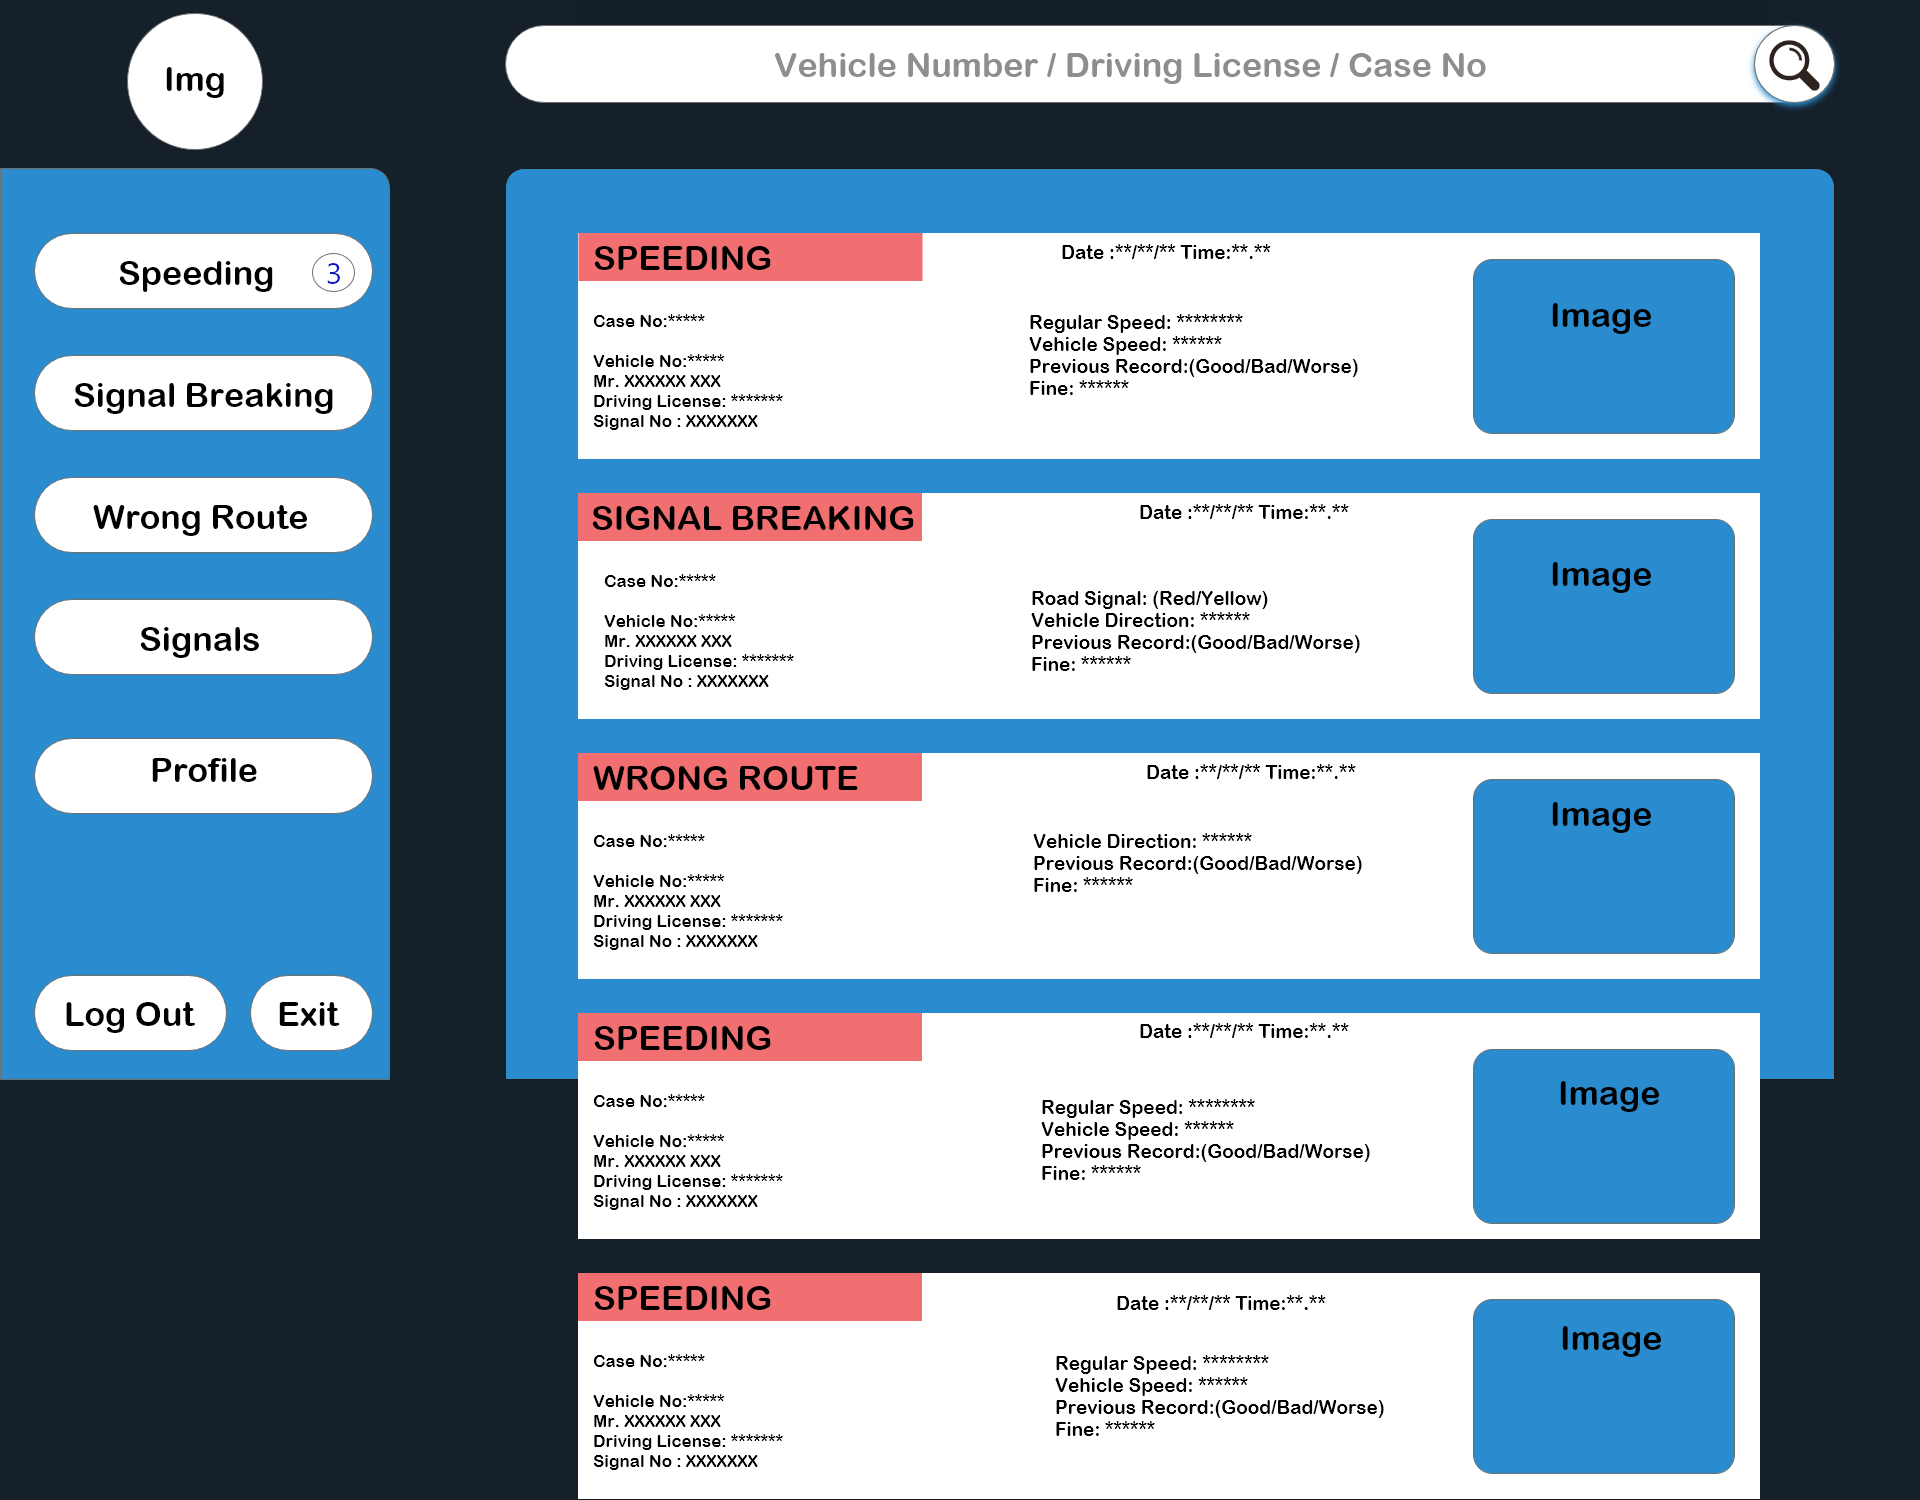 Img
Vehicle Number / Driving License / Case No
Speeding 3
Signal Breaking
Wrong Route
Signals
Profile
Log Out
Exit
SPEEDING
Date :**/**/** Time:**.**
Case No:*****
Vehicle No:*****
Mr. XXXXXX XXX
Driving License: *******
Signal No : XXXXXXX
Regular Speed: ********
Vehicle Speed: ******
Previous Record:(Good/Bad/Worse)
Fine: ******
Image
SIGNAL BREAKING
Date :**/**/** Time:**.**
Case No:*****
Vehicle No:*****
Mr. XXXXXX XXX
Driving License: *******
Signal No : XXXXXXX
Road Signal: (Red/Yellow)
Vehicle Direction: ******
Previous Record:(Good/Bad/Worse)
Fine: ******
Image
WRONG ROUTE
Date :**/**/** Time:**.**
Case No:*****
Vehicle No:*****
Mr. XXXXXX XXX
Driving License: *******
Signal No : XXXXXXX
Vehicle Direction: ******
Previous Record:(Good/Bad/Worse)
Fine: ******
Image
SPEEDING
Date :**/**/** Time:**.**
Case No:*****
Vehicle No:*****
Mr. XXXXXX XXX
Driving License: *******
Signal No : XXXXXXX
Regular Speed: ********
Vehicle Speed: ******
Previous Record:(Good/Bad/Worse)
Fine: ******
Image
SPEEDING
Date :**/**/** Time:**.**
Case No:*****
Vehicle No:*****
Mr. XXXXXX XXX
Driving License: *******
Signal No : XXXXXXX
Regular Speed: ********
Vehicle Speed: ******
Previous Record:(Good/Bad/Worse)
Fine: ******
Image